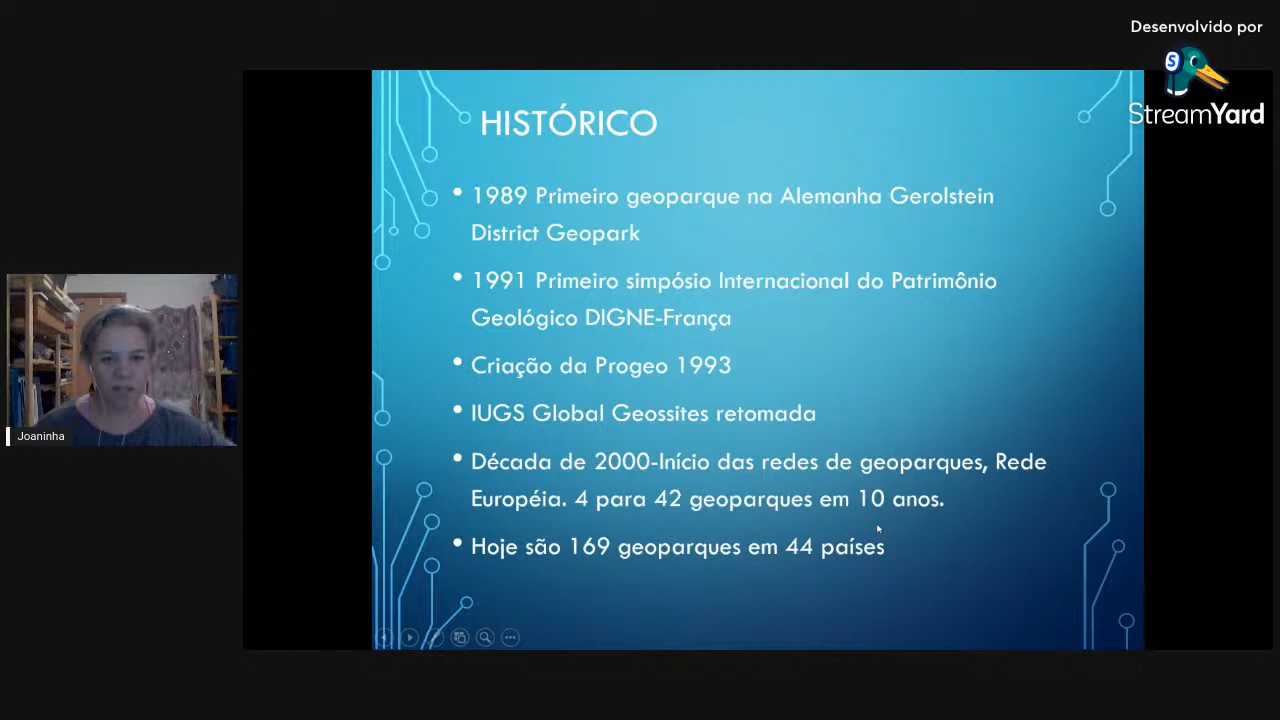 Desenvolvido por
StreamYard
HISTÓRICO
• 1989 Primeiro geoparque na Alemanha Gerolstein
District Geopark
• 1991 Primeiro simpósio Internacional do Patrimônio
Geológico DIGNE-França
• Criação da Progeo 1993
• IUGS Global Geossites retomada
• Década de 2000-Início das redes de geoparques, Rede
Européia. 4 para 42 geoparques em 10 anos.
• Hoje são 169 geoparques em 44 países
Joaninha